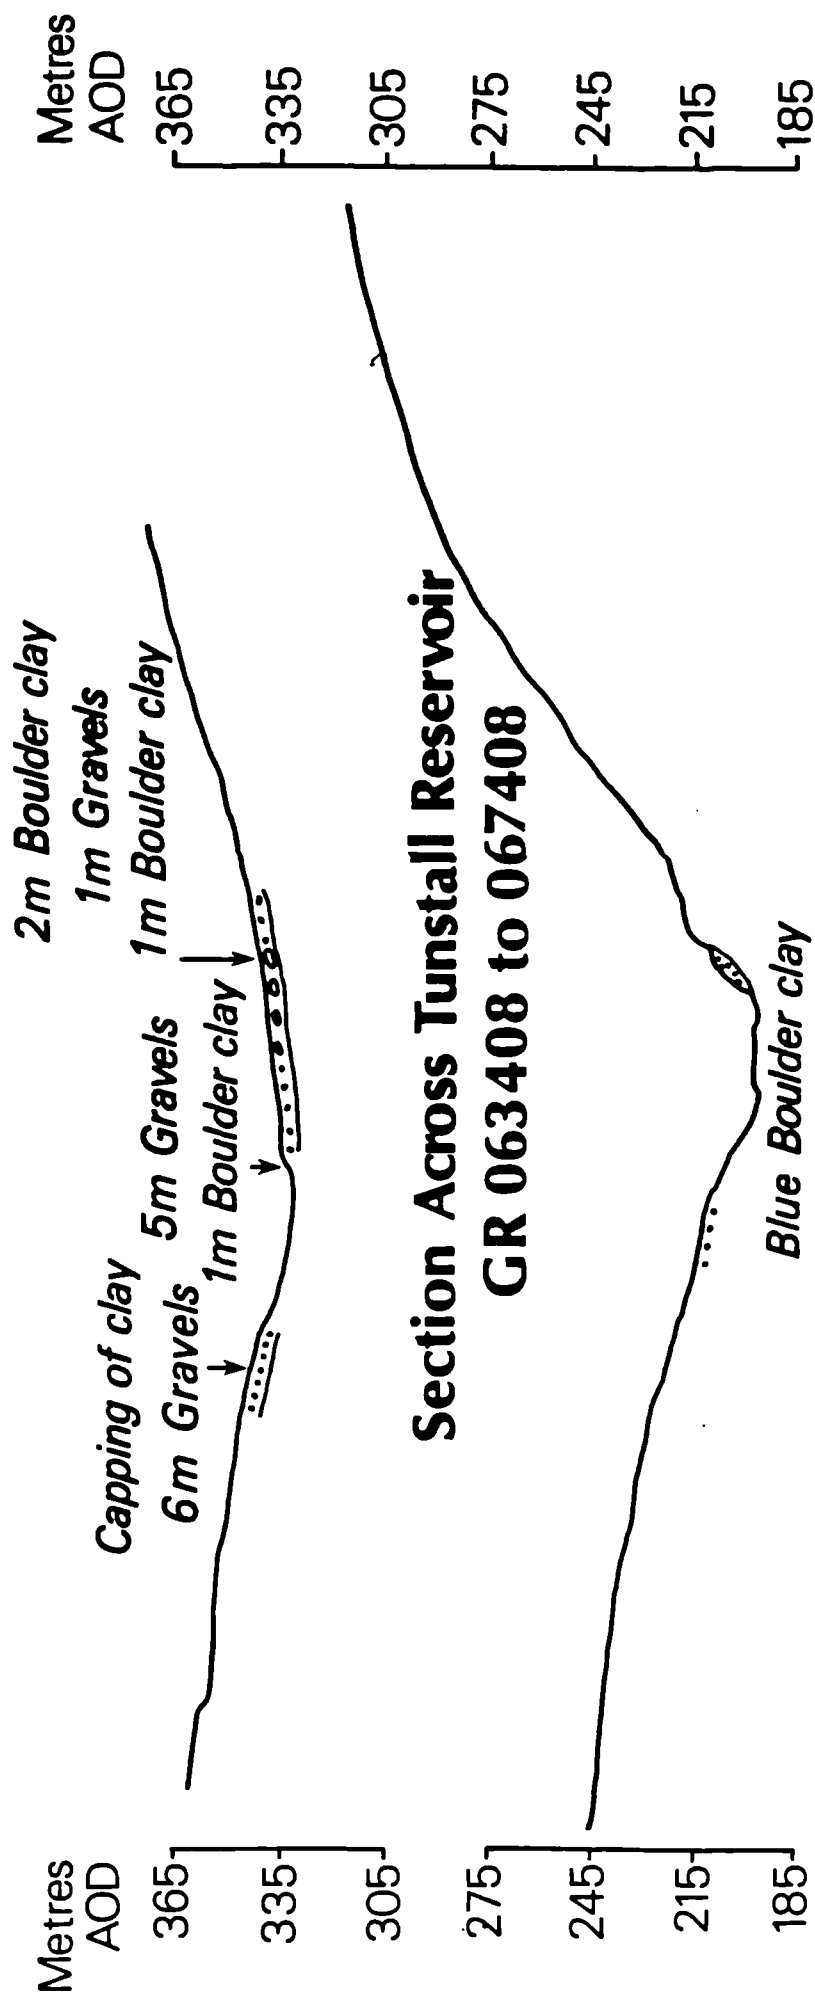 Metres
AOD
365
335
305
275
245
215
185
Capping of clay
6m Gravels
5m Gravels
1m Boulder clay
2m Boulder clay
1m Gravels
1m Boulder clay
Section Across Tunstall Reservoir
GR 063408 to 067408
Blue Boulder clay
Metres
AOD
365
335
305
275
245
215
185